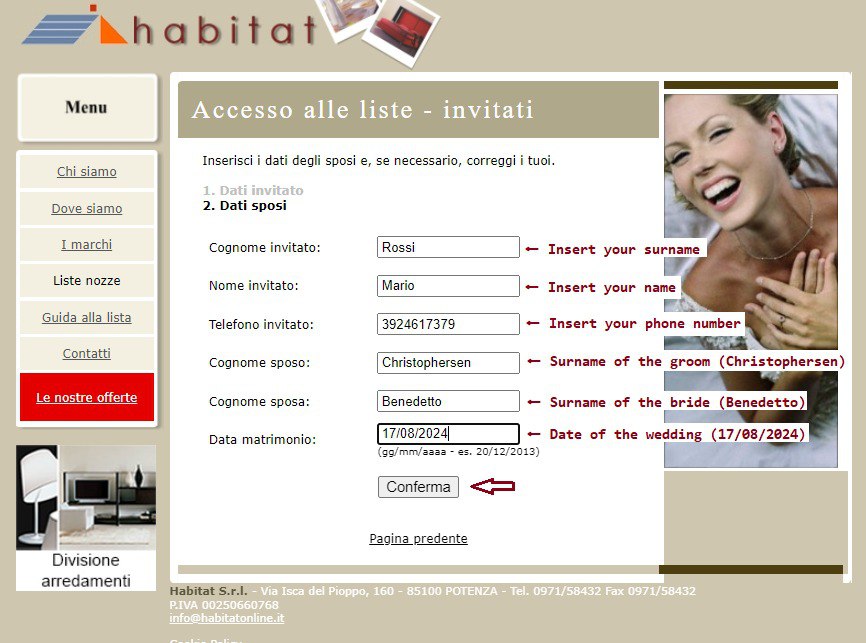 habitat
Menu
Chi siamo
Dove siamo
I marchi
Liste nozze
Guida alla lista
Contatti
Le nostre offerte
Divisione
arredamenti
Accesso alle liste - invitati
Inserisci i dati degli sposi e, se necessario, correggi i tuoi.
1. Dati invitato
2. Dati sposi
Cognome invitato: Rossi ← Insert your surname
Nome invitato: Mario ← Insert your name
Telefono invitato: 3924617379 ← Insert your phone number
Cognome sposo: Christophersen ← Surname of the groom (Christophersen)
Cognome sposa: Benedetto ← Surname of the bride (Benedetto)
Data matrimonio: 17/08/2024 ← Date of the wedding (17/08/2024)
(gg/mm/aaaa - es. 20/12/2013)
Conferma
Pagina predente
Habitat S.r.l. - Via Isca del Pioppo, 160 - 85100 POTENZA - Tel. 0971/58432 Fax 0971/58432
P.IVA 00250660768
info@habitatonline.it
Cookie Policy